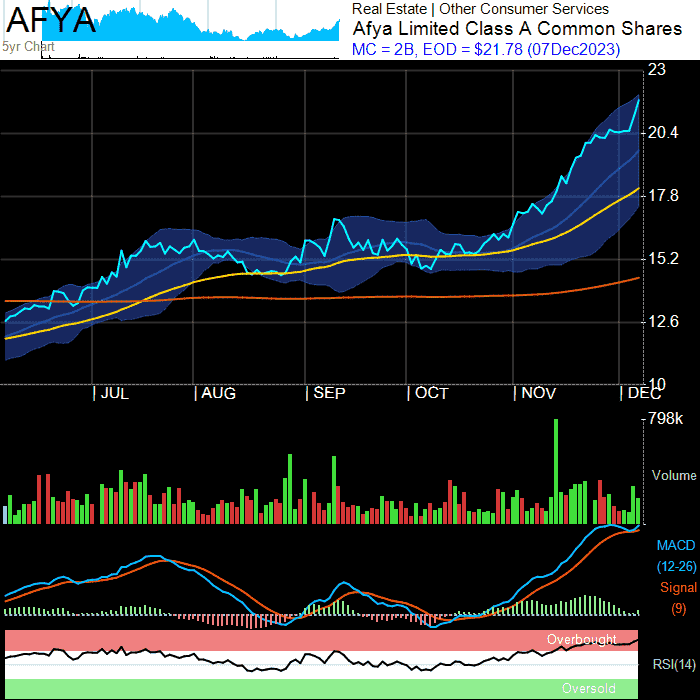 AFYA
5yr Chart
Real Estate | Other Consumer Services
Afya Limited Class A Common Shares
MC = 2B, EOD = $21.78 (07Dec2023)
23
20.4
17.8
15.2
12.6
10
| JUL | AUG | SEP | OCT | NOV | DEC
798k
Volume
MACD
(12-26)
Signal
(9)
Overbought
RSI(14)
Oversold